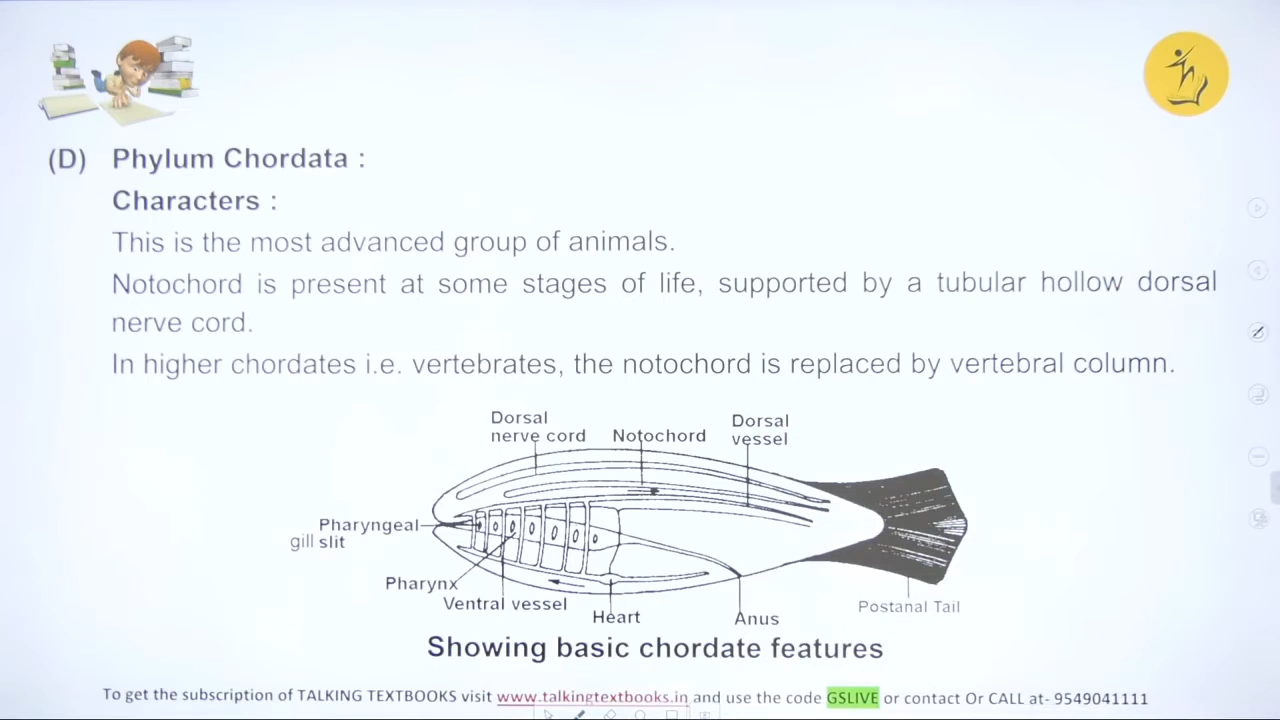 (D) Phylum Chordata :
Characters :
This is the most advanced group of animals.
Notochord is present at some stages of life, supported by a tubular hollow dorsal
nerve cord.
In higher chordates i.e. vertebrates, the notochord is replaced by vertebral column.
Dorsal
nerve cord
Notochord
Dorsal
vessel
Pharyngeal
gill slit
Pharynx
Ventral vessel
Heart
Anus
Postanal Tail
Showing basic chordate features
To get the subscription of TALKING TEXTBOOKS visit www.talkingtextbooks.in and use the code GSLIVE or contact Or CALL at- 9549041111